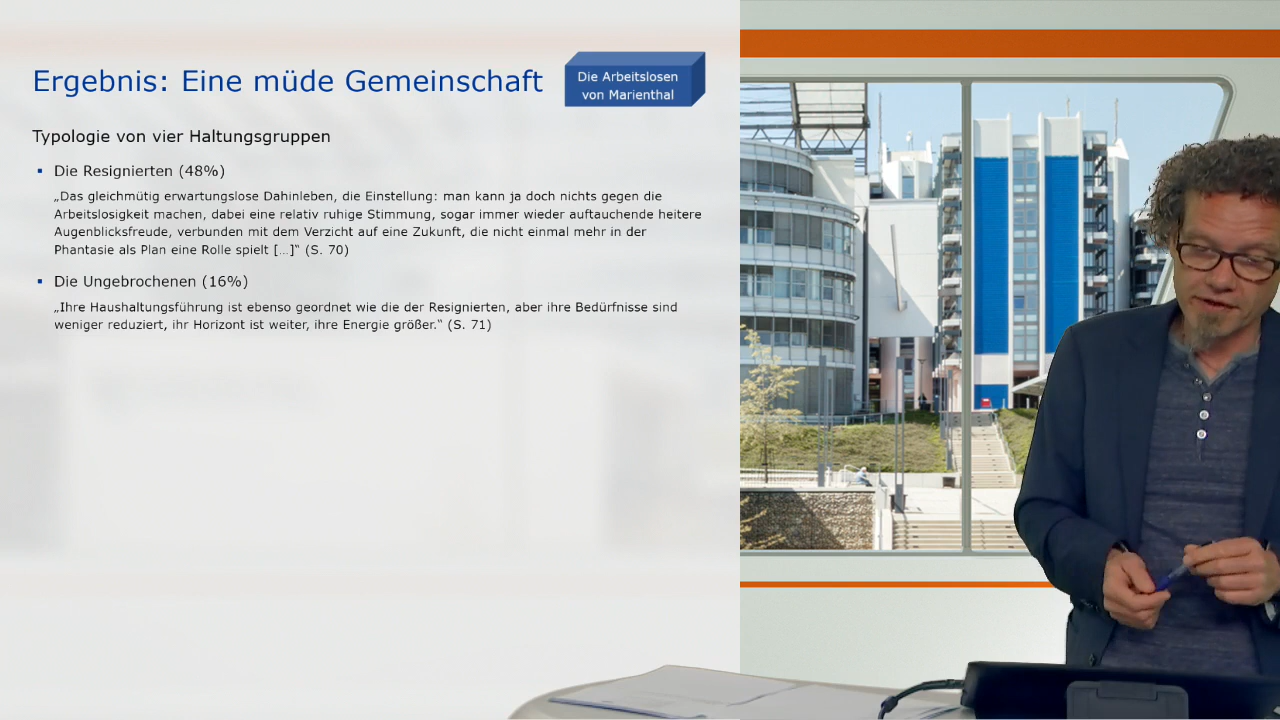 Ergebnis: Eine müde Gemeinschaft
Die Arbeitslosen
von Marienthal
Typologie von vier Haltungsgruppen
▪ Die Resignierten (48%)
„Das gleichmütig erwartungslose Dahinleben, die Einstellung: man kann ja doch nichts gegen die
Arbeitslosigkeit machen, dabei eine relativ ruhige Stimmung, sogar immer wieder auftauchende heitere
Augenblicksfreude, verbunden mit dem Verzicht auf eine Zukunft, die nicht einmal mehr in der
Phantasie als Plan eine Rolle spielt […]“ (S. 70)
▪ Die Ungebrochenen (16%)
„Ihre Haushaltungsführung ist ebenso geordnet wie die der Resignierten, aber ihre Bedürfnisse sind
weniger reduziert, ihr Horizont ist weiter, ihre Energie größer.“ (S. 71)